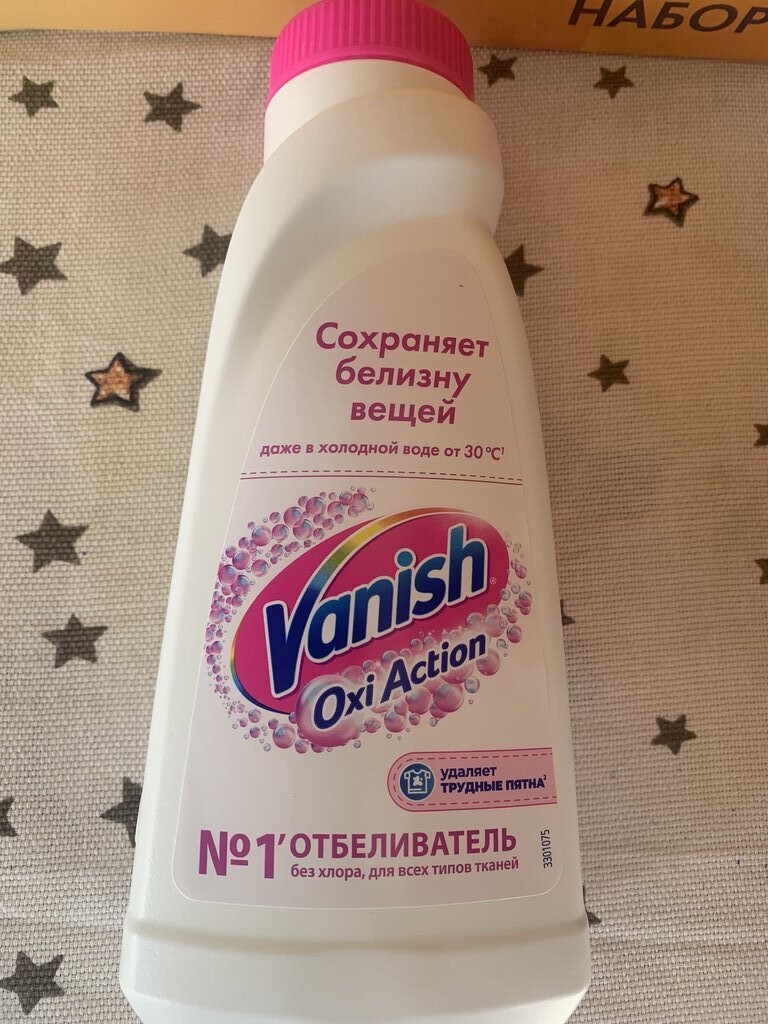 НАБОР
Сохраняет
белизну
вещей
даже в холодной воде от 30 °C¹
Vanish®
Oxi Action
удаляет
ТРУДНЫЕ ПЯТНА²
№1' ОТБЕЛИВАТЕЛЬ
без хлора, для всех типов тканей
3301075